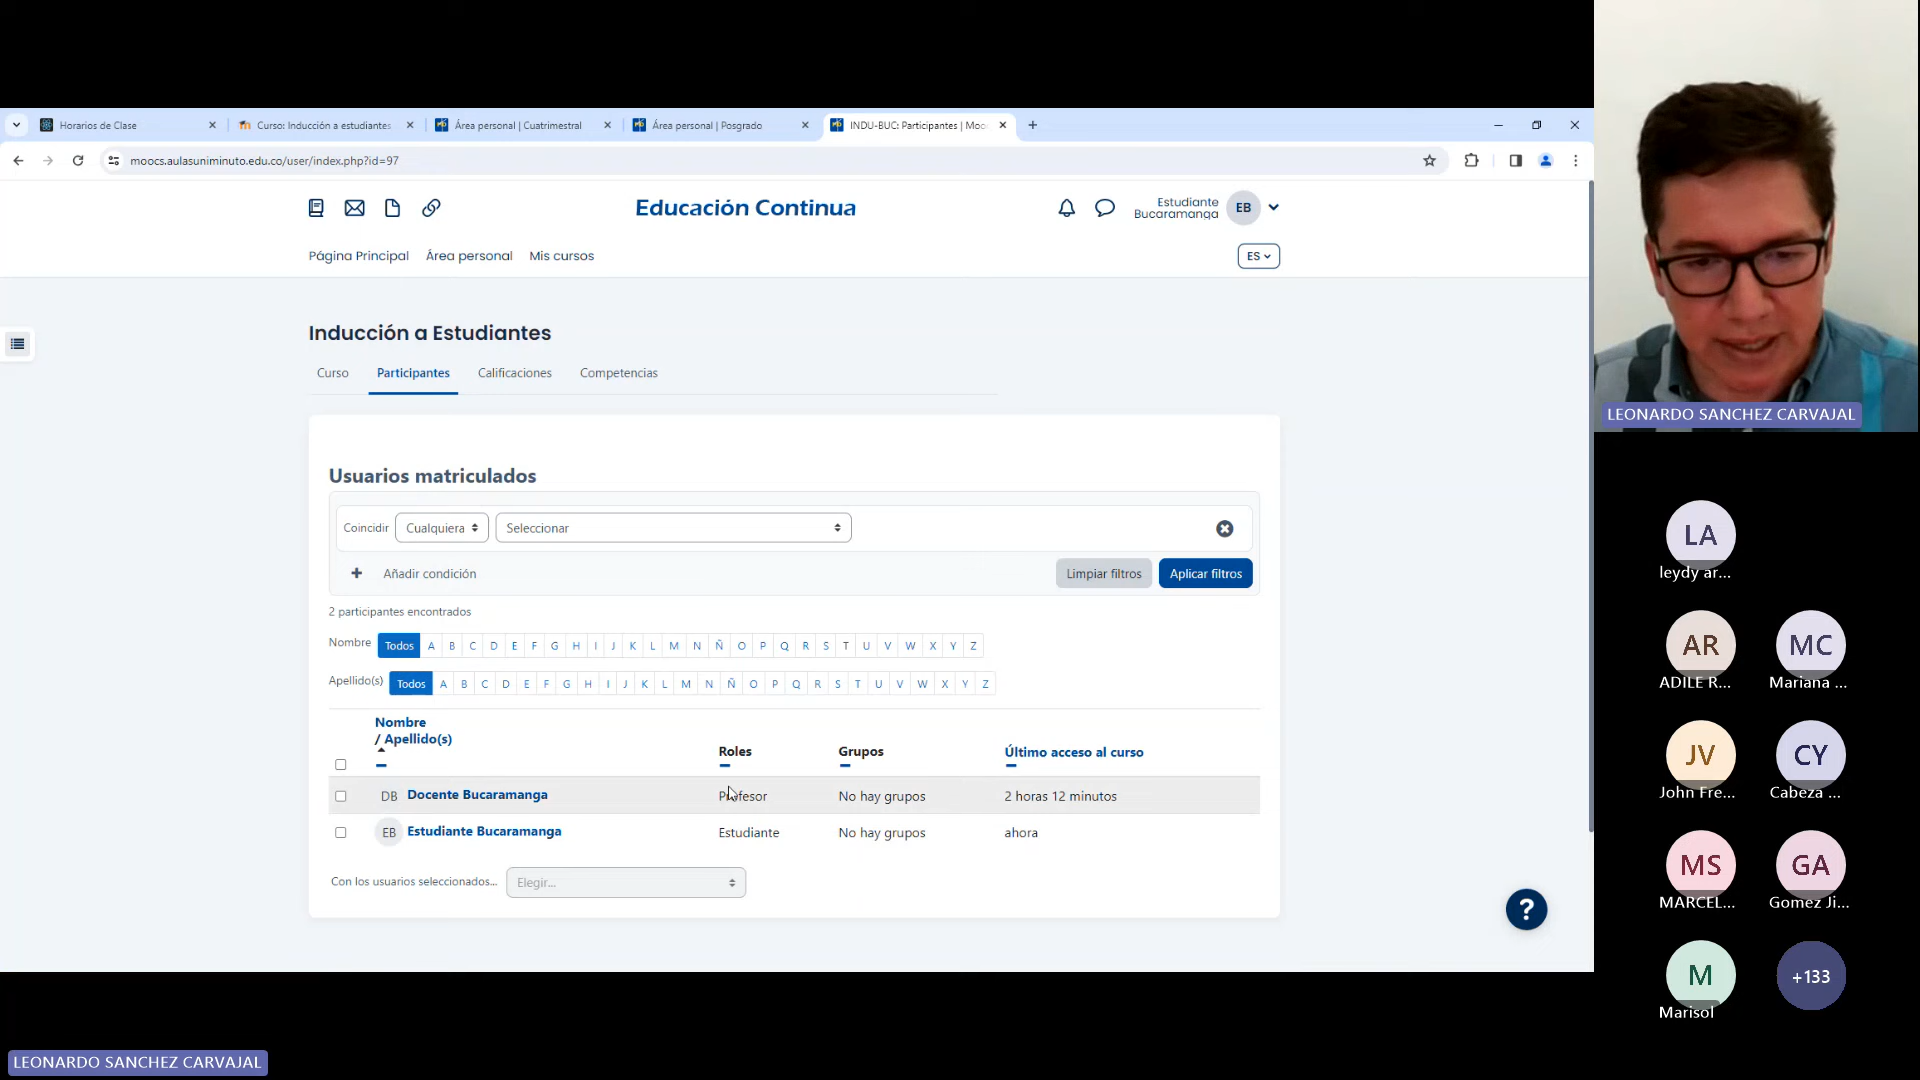 Horarios de Clase
Curso: Inducción a estudiantes
Área personal | Cuatrimestral
Área personal | Posgrado
INDU-BUC: Participantes | Moo
moocs.aulasuniminuto.edu.co/user/index.php?id=97
Educación Continua
Estudiante
Bucaramanga
EB
Página Principal
Área personal
Mis cursos
ES
Inducción a Estudiantes
Curso
Participantes
Calificaciones
Competencias
Usuarios matriculados
Coincidir
Cualquiera
Seleccionar
Añadir condición
Limpiar filtros
Aplicar filtros
2 participantes encontrados
Nombre Todos A B C D E F G H I J K L M N Ñ O P Q R S T U V W X Y Z
Apellido(s) Todos A B C D E F G H I J K L M N Ñ O P Q R S T U V W X Y Z
Nombre
/ Apellido(s)
Roles
Grupos
Último acceso al curso
DB Docente Bucaramanga Profesor No hay grupos 2 horas 12 minutos
EB Estudiante Bucaramanga Estudiante No hay grupos ahora
Con los usuarios seleccionados... Elegir...
?
LEONARDO SANCHEZ CARVAJAL
LA
leydy ar...
AR
ADILE R...
MC
Mariana ...
JV
John Fre...
CY
Cabeza ...
MS
MARCEL...
GA
Gomez Ji...
M
Marisol
+133
LEONARDO SANCHEZ CARVAJAL